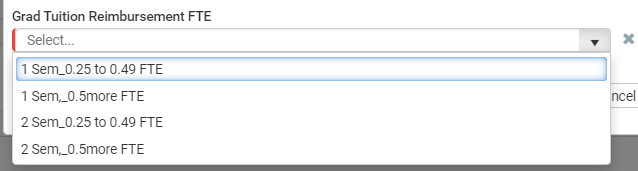 Grad Tuition Reimbursement FTE
Select...
1 Sem_0.25 to 0.49 FTE
1 Sem,_0.5more FTE
ncel
2 Sem_0.25 to 0.49 FTE
2 Sem,_0.5more FTE